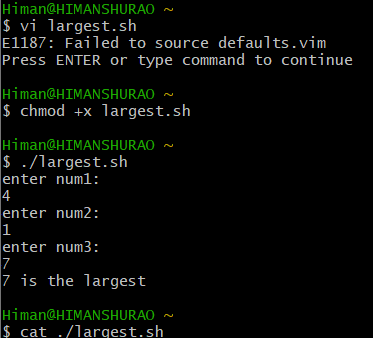 Himan@HIMANSHURAO ~
$ vi largest.sh
E1187: Failed to source defaults.vim
Press ENTER or type command to continue
Himan@HIMANSHURAO ~
$ chmod +x largest.sh
Himan@HIMANSHURAO ~
$ ./largest.sh
enter num1:
4
enter num2:
1
enter num3:
7
7 is the largest
Himan@HIMANSHURAO ~
$ cat ./largest.sh